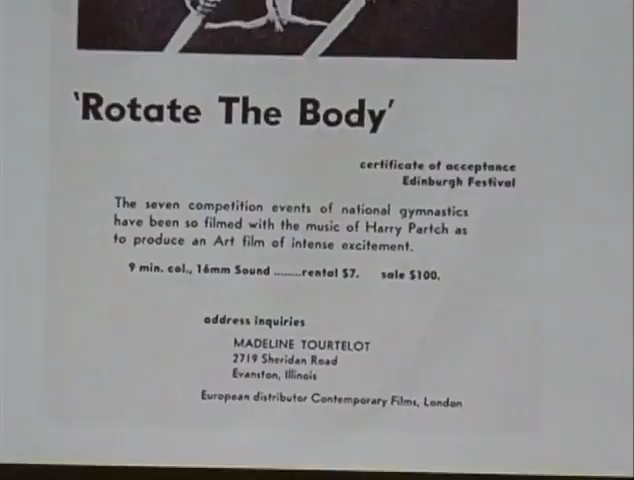 'Rotate The Body'
certificate of acceptance
Edinburgh Festival
The seven competition events of national gymnastics
have been so filmed with the music of Harry Partch as
to produce an Art film of intense excitement.
9 min. col., 16mm Sound ........rental $7. sale $100.
address inquiries
MADELINE TOURTELOT
2719 Sheridan Road
Evanston, Illinois
European distributor Contemporary Films, London